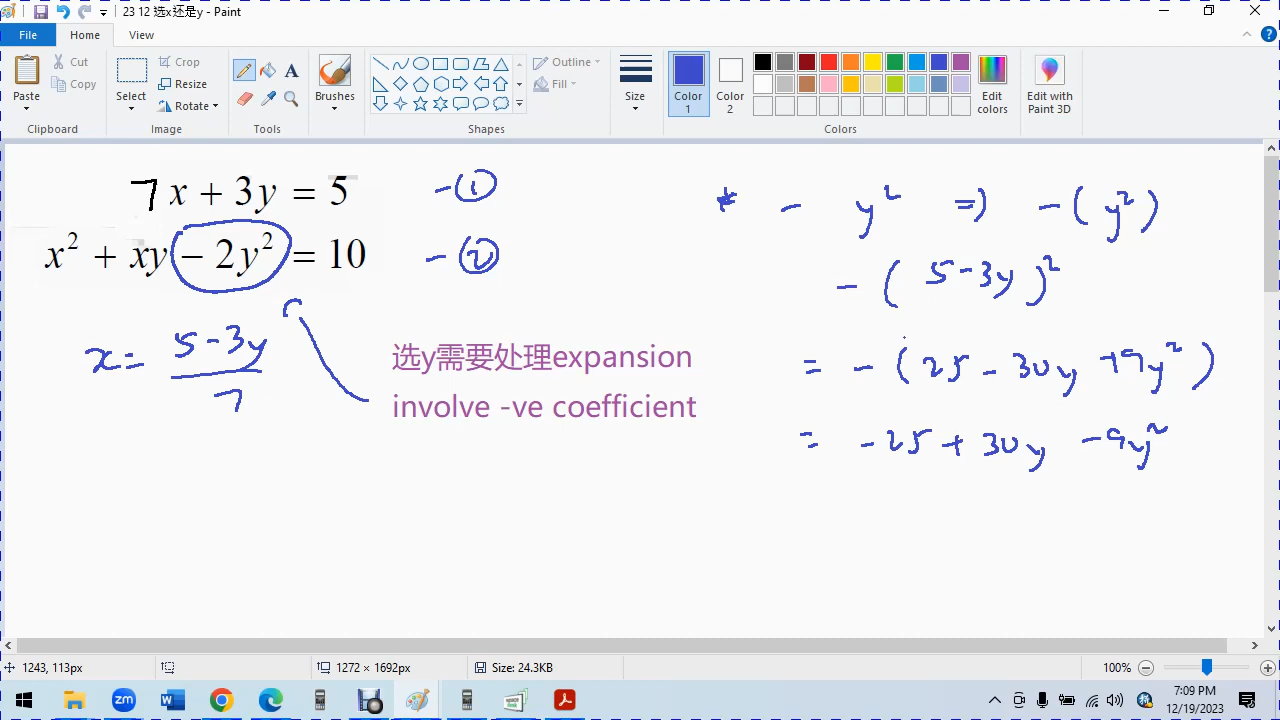 23 12 选x还是y - Paint
File Home View
Paste Cut Copy Clipboard
Select Crop Resize Rotate Image
Tools
Brushes
Outline Fill Shapes
Size
Color 1 Color 2 Edit colors Colors
Edit with Paint 3D
7x + 3y = 5 -①
x² + xy - 2y² = 10 -②
x = (5-3y)/7
选y需要处理expansion
involve -ve coefficient
* - y² => -(y²)
-(5-3y)²
= -(25-30y+9y²)
= -25+30y-9y²
1243, 113px 1272 × 1692px Size: 24.3KB 100%
zm W
7:09 PM
12/19/2023